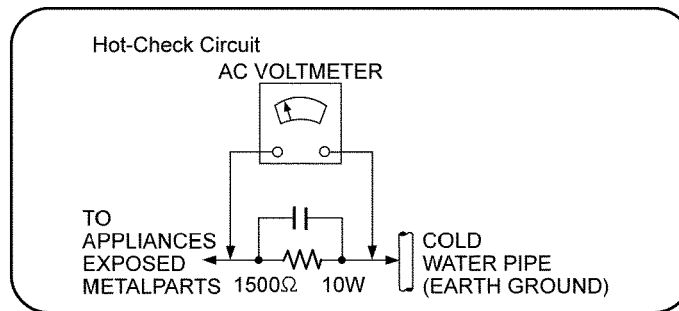 Hot-Check Circuit
AC VOLTMETER
TO
APPLIANCES
EXPOSED
METALPARTS
1500Ω 10W
COLD
WATER PIPE
(EARTH GROUND)